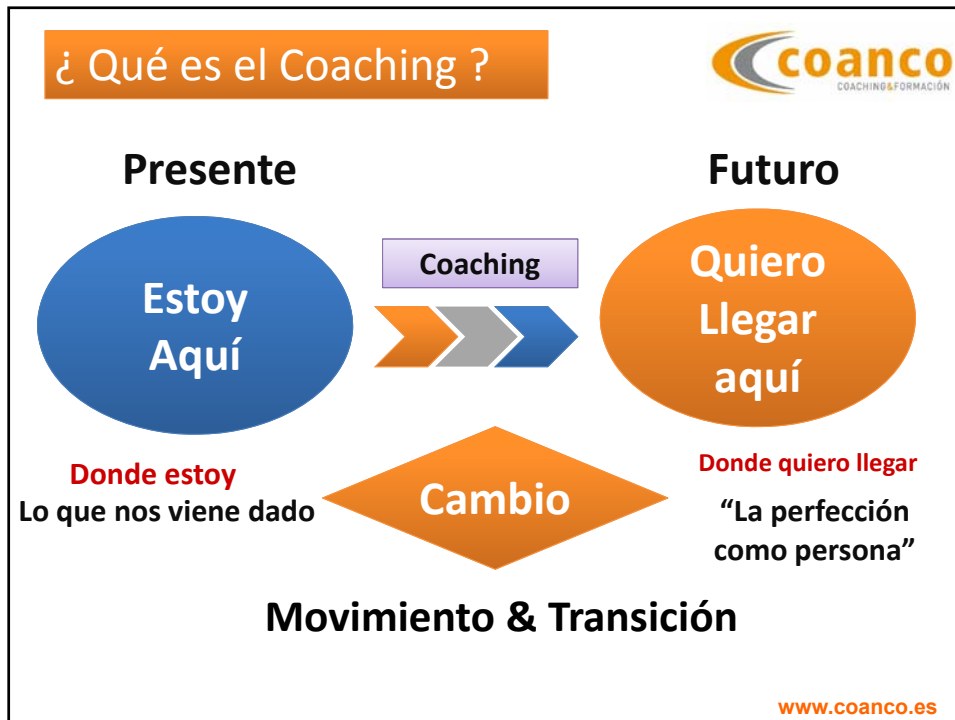 ¿ Qué es el Coaching ?
coanco
COACHING&FORMACIÓN
Presente
Futuro
Estoy
Aquí
Coaching
Quiero
Llegar
aquí
Donde estoy
Lo que nos viene dado
Cambio
Donde quiero llegar
“La perfección
como persona”
Movimiento & Transición
www.coanco.es